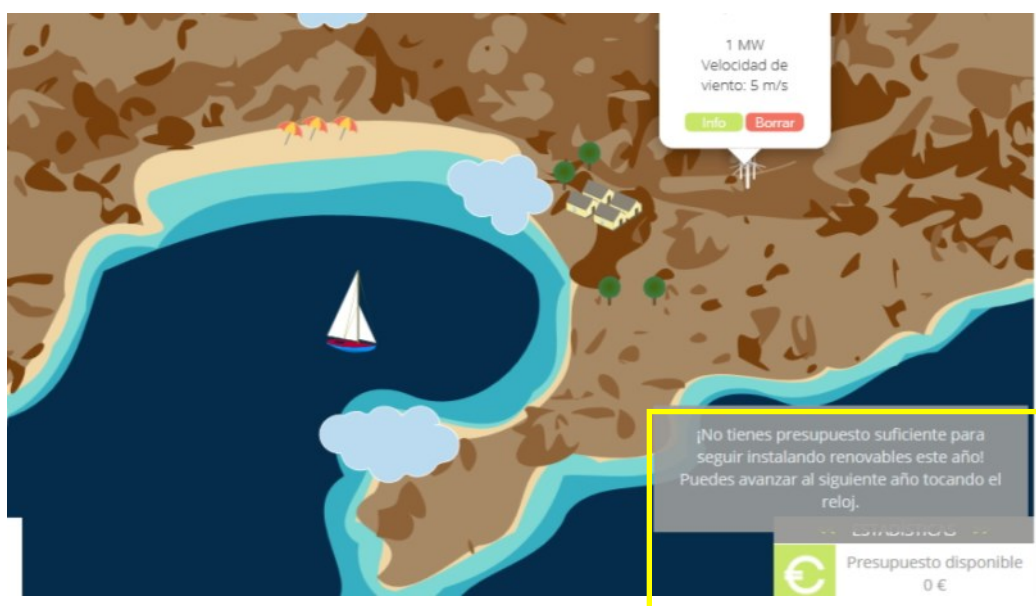 1 MW
Velocidad de
viento: 5 m/s
Info Borrar
¡No tienes presupuesto suficiente para
seguir instalando renovables este año!
Puedes avanzar al siguiente año tocando el
reloj.
ESTADÍSTICAS
Presupuesto disponible
0 €